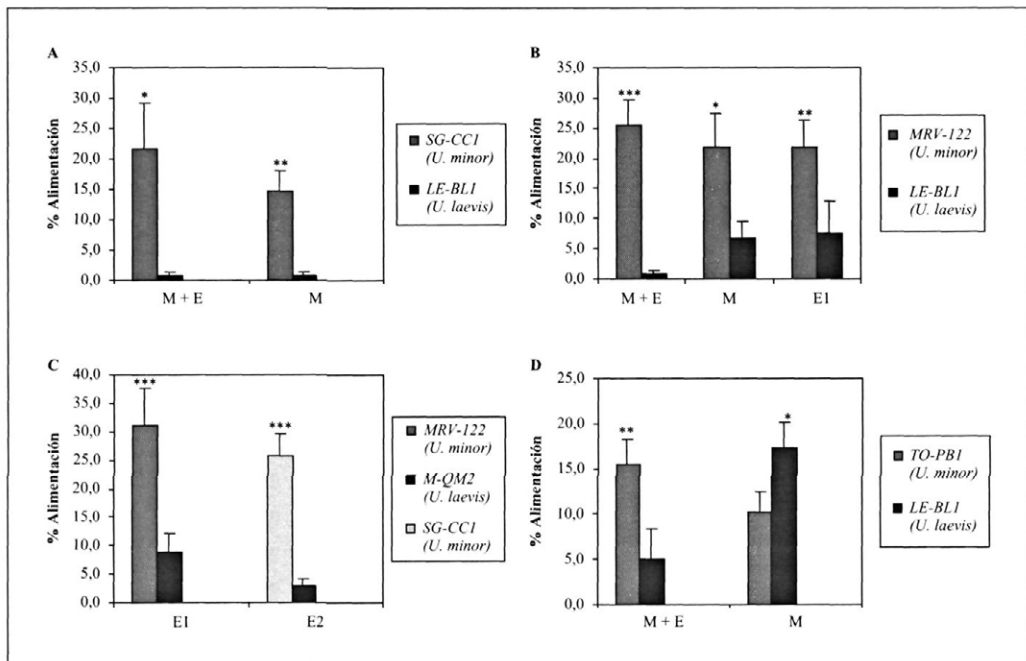 A
35,0
30,0
25,0
20,0
15,0
10,0
5,0
0,0
% Alimentación
*
**
M + E
M
SG-CC1
(U. minor)
LE-BL1
(U. laevis)
B
35,0
30,0
25,0
20,0
15,0
10,0
5,0
0,0
% Alimentación
***
*
**
M + E
M
E1
MRV-122
(U. minor)
LE-BL1
(U. laevis)
C
40,0
35,0
30,0
25,0
20,0
15,0
10,0
5,0
0,0
% Alimentación
***
***
E1
E2
MRV-122
(U. minor)
M-QM2
(U. laevis)
SG-CC1
(U. minor)
D
25,0
20,0
15,0
10,0
5,0
0,0
% Alimentación
**
*
M + E
M
TO-PB1
(U. minor)
LE-BL1
(U. laevis)